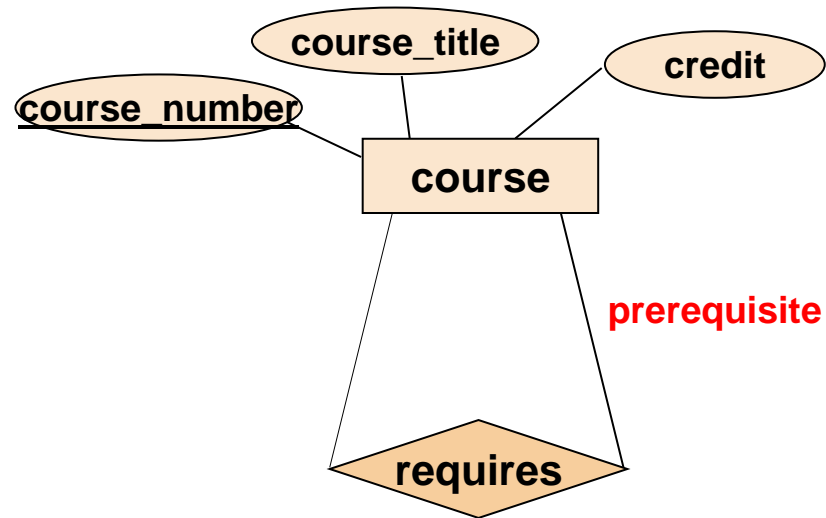 course_title
credit
course_number
course
prerequisite
requires